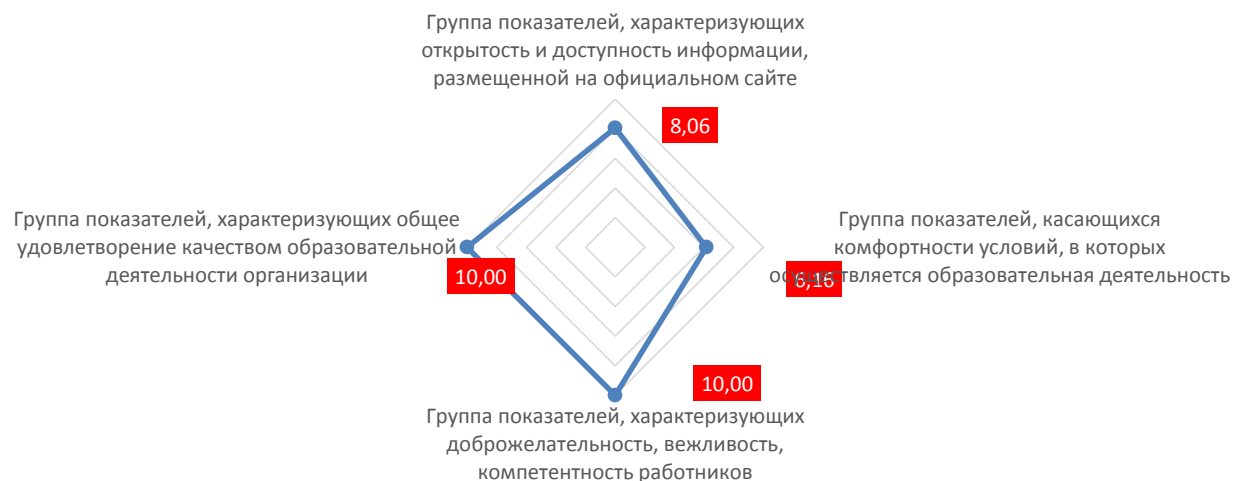 Группа показателей, характеризующих
открытость и доступность информации,
размещенной на официальном сайте
8,06
Группа показателей, характеризующих общее
удовлетворение качеством образовательной
деятельности организации
10,00
Группа показателей, касающихся
комфортности условий, в которых
осуществляется образовательная деятельность
6,16
10,00
Группа показателей, характеризующих
доброжелательность, вежливость,
компетентность работников